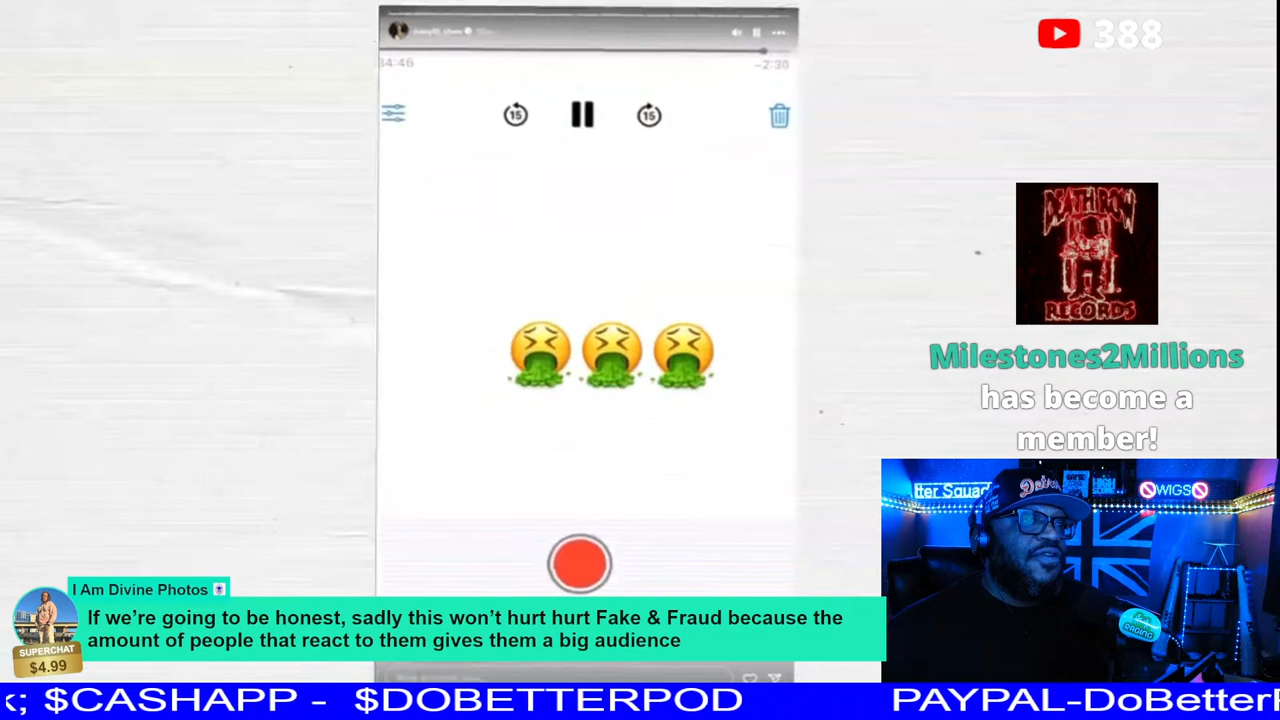 388
34:46
-2:30
15
15
DEATH ROW
RECORDS
Milestones2Millions
has become a
member!
tter Squad
WIGS
I Am Divine Photos
If we’re going to be honest, sadly this won’t hurt hurt Fake & Fraud because the
amount of people that react to them gives them a big audience
SUPERCHAT
$4.99
RAGING
k; $CASHAPP - $DOBETTERPOD
PAYPAL-DoBetterP